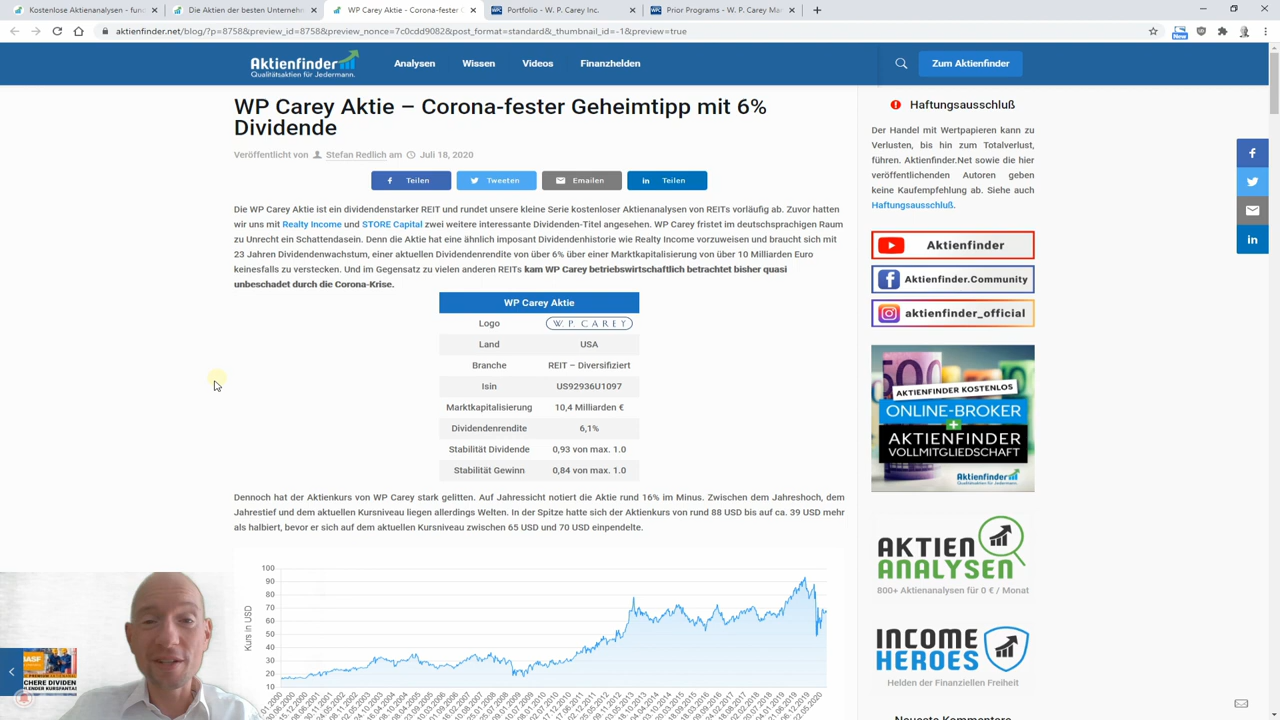 Kostenlose Aktienanalysen - fun
Die Aktien der besten Unterneh
WP Carey Aktie - Corona-fester G
Portfolio - W. P. Carey Inc.
Prior Programs - W. P. Carey Man
aktienfinder.net/blog/?p=8758&preview_id=8758&preview_nonce=7c0cdd9082&post_format=standard&_thumbnail_id=-1&preview=true
New
Aktienfinder
Qualitätsaktien für Jedermann.
Analysen
Wissen
Videos
Finanzhelden
Zum Aktienfinder
WP Carey Aktie – Corona-fester Geheimtipp mit 6%
Dividende
Veröffentlicht von Stefan Redlich am Juli 18, 2020
Teilen
Tweeten
Emailen
Teilen
Die WP Carey Aktie ist ein dividendenstarker REIT und rundet unsere kleine Serie kostenloser Aktienanalysen von REITs vorläufig ab. Zuvor hatten
wir uns mit Realty Income und STORE Capital zwei weitere interessante Dividenden-Titel angesehen. WP Carey fristet im deutschsprachigen Raum
zu Unrecht ein Schattendasein. Denn die Aktie hat eine ähnlich imposant Dividendenhistorie wie Realty Income vorzuweisen und braucht sich mit
23 Jahren Dividendenwachstum, einer aktuellen Dividendenrendite von über 6% über einer Marktkapitalisierung von über 10 Milliarden Euro
keinesfalls zu verstecken. Und im Gegensatz zu vielen anderen REITs kam WP Carey betriebswirtschaftlich betrachtet bisher quasi
unbeschadet durch die Corona-Krise.
WP Carey Aktie
Logo W. P. CAREY
Land USA
Branche REIT – Diversifiziert
Isin US92936U1097
Marktkapitalisierung 10,4 Milliarden €
Dividendenrendite 6,1%
Stabilität Dividende 0,93 von max. 1.0
Stabilität Gewinn 0,84 von max. 1.0
Dennoch hat der Aktienkurs von WP Carey stark gelitten. Auf Jahressicht notiert die Aktie rund 16% im Minus. Zwischen dem Jahreshoch, dem
Jahrestief und dem aktuellen Kursniveau liegen allerdings Welten. In der Spitze hatte sich der Aktienkurs von rund 88 USD bis auf ca. 39 USD mehr
als halbiert, bevor er sich auf dem aktuellen Kursniveau zwischen 65 USD und 70 USD einpendelte.
Kurs in USD
100
90
80
70
60
50
40
30
20
10
Haftungsausschluß
Der Handel mit Wertpapieren kann zu
Verlusten, bis hin zum Totalverlust,
führen. Aktienfinder.Net sowie die hier
veröffentlichenden Autoren geben
keine Kaufempfehlung ab. Siehe auch
Haftungsausschluß.
Aktienfinder
Aktienfinder.Community
aktienfinder_official
500
AKTIENFINDER KOSTENLOS
ONLINE-BROKER
+
AKTIENFINDER
VOLLMITGLIEDSCHAFT
Aktienfinder
AKTIEN
ANALYSEN
800+ Aktienanalysen für 0 € / Monat
INCOME
HEROES
Helden der Finanziellen Freiheit
Neueste Kommentare